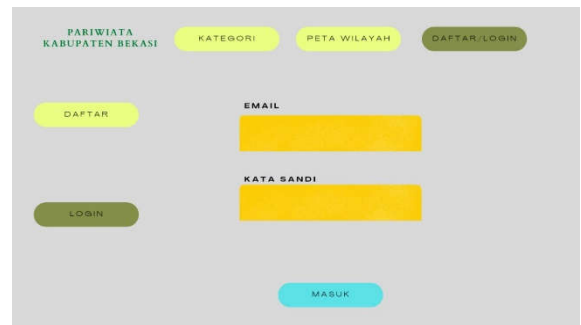 PARIWIATA
KABUPATEN BEKASI
KATEGORI
PETA WILAYAH
DAFTAR/LOGIN
DAFTAR
EMAIL
KATA SANDI
LOGIN
MASUK